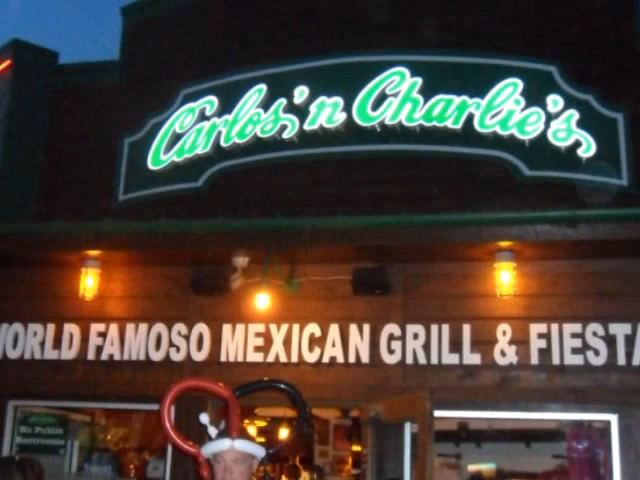 Carlos'n Charlie's
WORLD FAMOSO MEXICAN GRILL & FIESTA
No Public
Restrooms